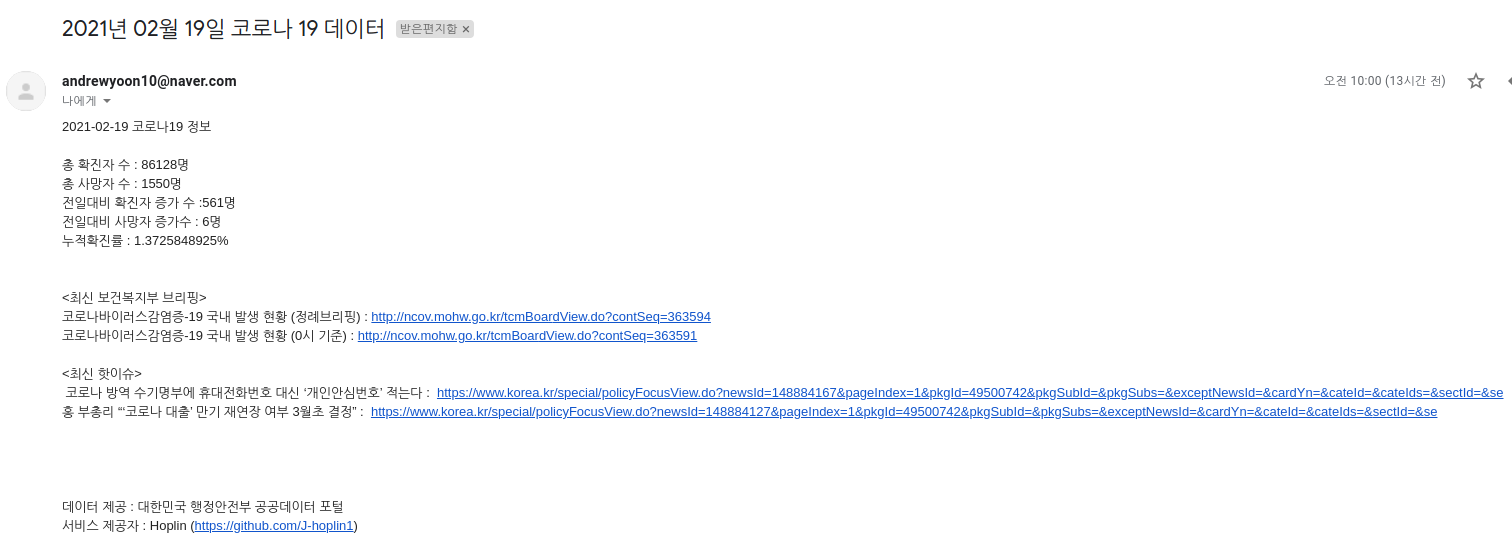 2021년 02월 19일 코로나 19 데이터 받은편지함 ×
andrewyoon10@naver.com 오전 10:00 (13시간 전)
나에게
2021-02-19 코로나19 정보
총 확진자 수 : 86128명
총 사망자 수 : 1550명
전일대비 확진자 증가 수 :561명
전일대비 사망자 증가수 : 6명
누적확진률 : 1.3725848925%
<최신 보건복지부 브리핑>
코로나바이러스감염증-19 국내 발생 현황 (정례브리핑) : http://ncov.mohw.go.kr/tcmBoardView.do?contSeq=363594
코로나바이러스감염증-19 국내 발생 현황 (0시 기준) : http://ncov.mohw.go.kr/tcmBoardView.do?contSeq=363591
<최신 핫이슈>
코로나 방역 수기명부에 휴대전화번호 대신 ‘개인안심번호’ 적는다 : https://www.korea.kr/special/policyFocusView.do?newsId=148884167&pageIndex=1&pkgId=49500742&pkgSubId=&pkgSubs=&exceptNewsId=&cardYn=&cateId=&cateIds=&sectId=&se
홍 부총리 “‘코로나 대출’ 만기 재연장 여부 3월초 결정” : https://www.korea.kr/special/policyFocusView.do?newsId=148884127&pageIndex=1&pkgId=49500742&pkgSubId=&pkgSubs=&exceptNewsId=&cardYn=&cateId=&cateIds=&sectId=&se
데이터 제공 : 대한민국 행정안전부 공공데이터 포털
서비스 제공자 : Hoplin (https://github.com/J-hoplin1)